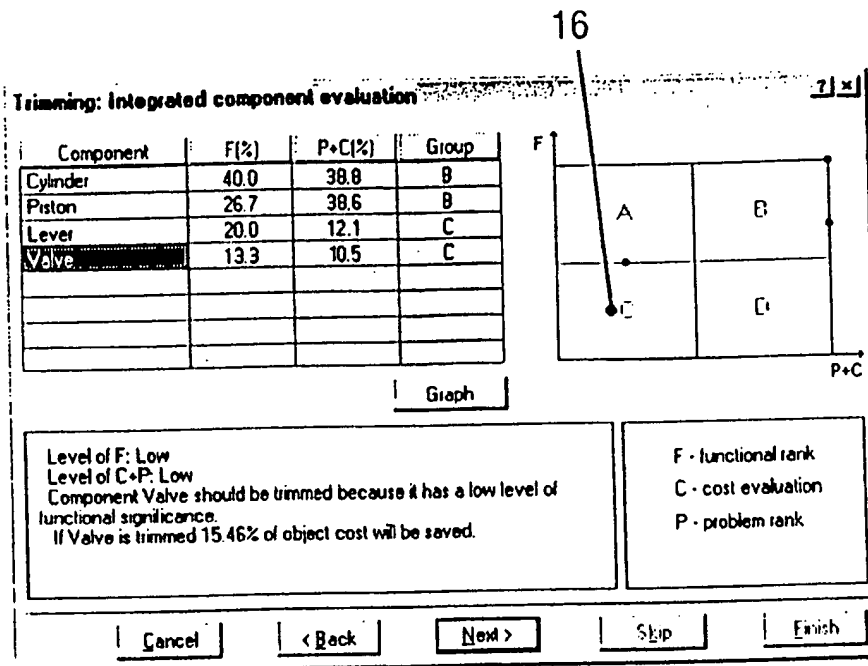 16
Trimming: Integrated component evaluation
? ×
Component F(%) P+C(%) Group
Cylinder 40.0 38.8 B
Piston 26.7 38.6 B
Lever 20.0 12.1 C
Valve 13.3 10.5 C
F
A B
C D
P+C
Graph
Level of F: Low
Level of C+P: Low
Component Valve should be trimmed because it has a low level of
functional significance.
If Valve is trimmed 15.46% of object cost will be saved.
F - functional rank
C - cost evaluation
P - problem rank
Cancel < Back Next > Skip Finish